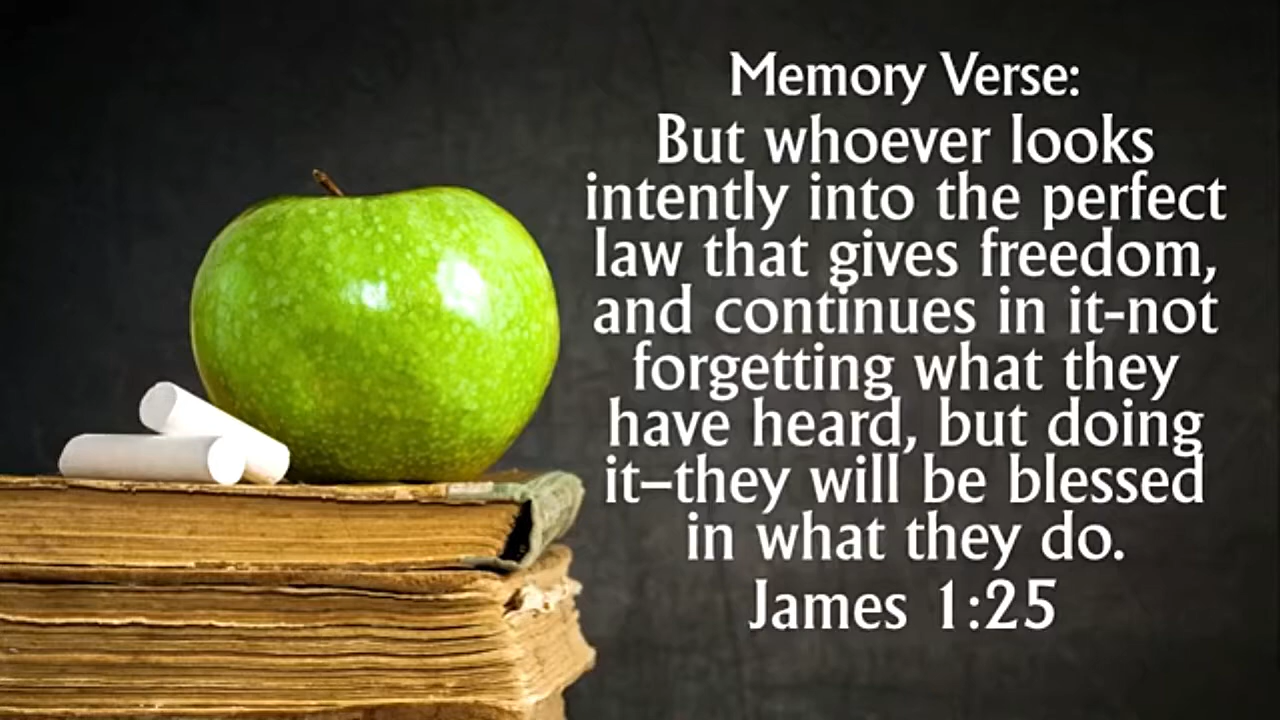 Memory Verse:
But whoever looks
intently into the perfect
law that gives freedom,
and continues in it-not
forgetting what they
have heard, but doing
it–they will be blessed
in what they do.
James 1:25